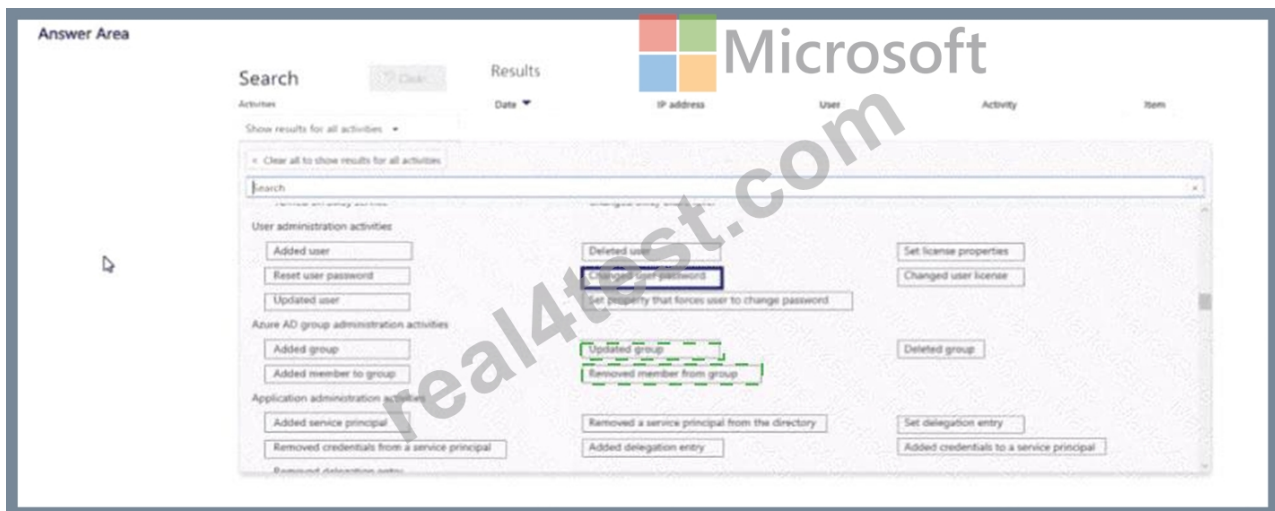 Answer Area
Microsoft
Search
Clear
Results
Activities
Date
IP address
User
Activity
Item
Show results for all activities
× Clear all to show results for all activities
Search
User administration activities
Added user
Deleted user
Set license properties
Reset user password
Changed user password
Changed user license
Updated user
Set property that forces user to change password
Azure AD group administration activities
Added group
Updated group
Deleted group
Added member to group
Removed member from group
Application administration activities
Added service principal
Removed a service principal from the directory
Set delegation entry
Removed credentials from a service principal
Added delegation entry
Added credentials to a service principal
Removed delegation entry
real4test.com